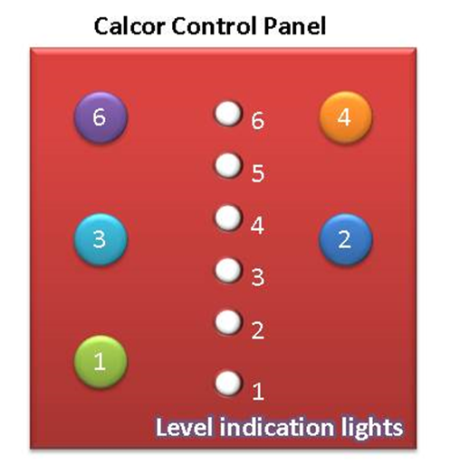 Calcor Control Panel
6 6 4
5
3 4 2
3
2
1 1
Level indication lights